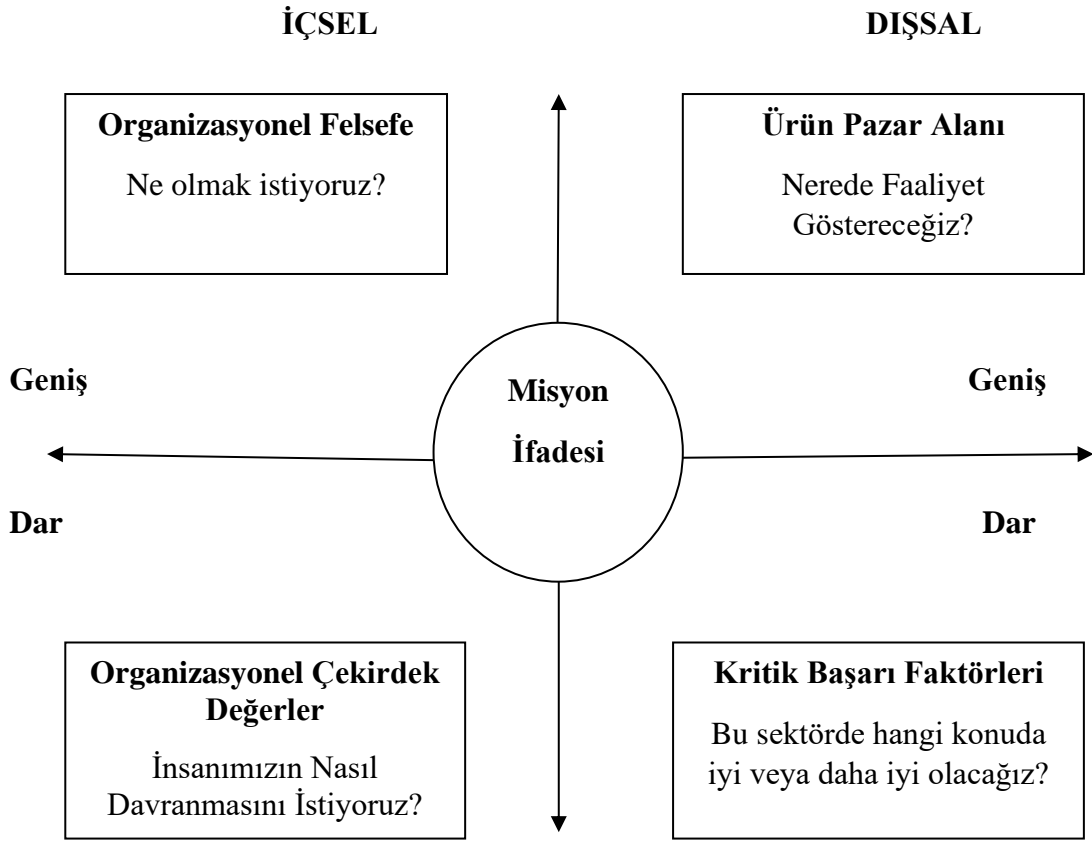 İÇSEL
DIŞSAL
Organizasyonel Felsefe
Ne olmak istiyoruz?
Ürün Pazar Alanı
Nerede Faaliyet
Göstereceğiz?
Geniş
Geniş
Misyon
İfadesi
Dar
Dar
Organizasyonel Çekirdek
Değerler
İnsanımızın Nasıl
Davranmasını İstiyoruz?
Kritik Başarı Faktörleri
Bu sektörde hangi konuda
iyi veya daha iyi olacağız?